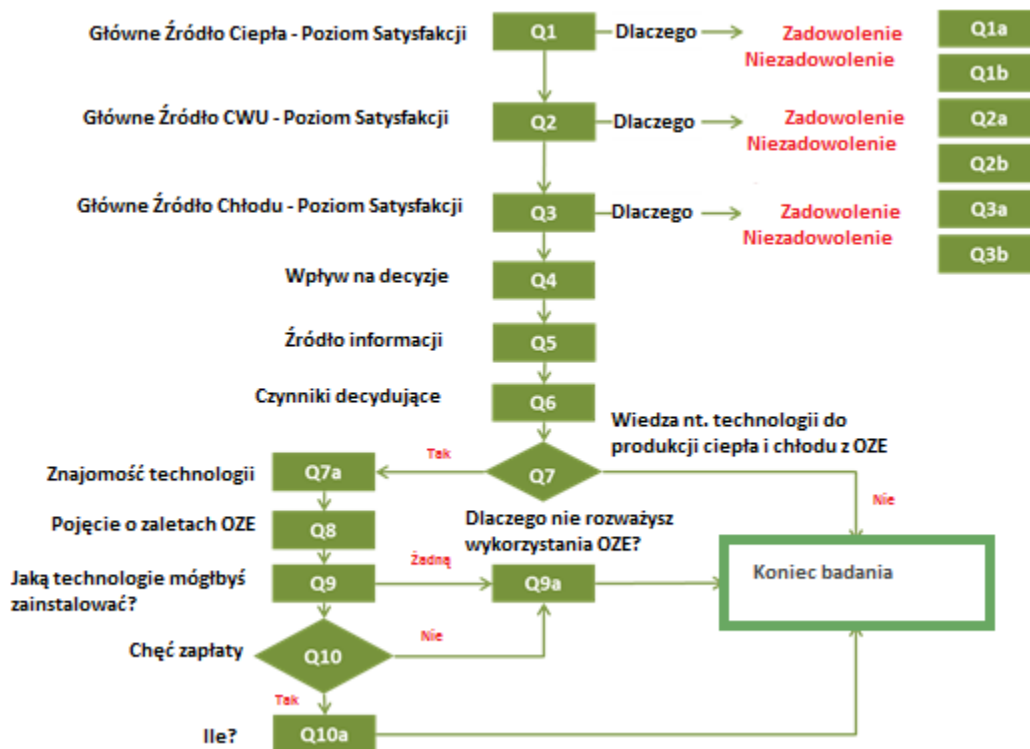 Główne Źródło Ciepła - Poziom Satysfakcji
Q1
Dlaczego
Zadowolenie
Niezadowolenie
Q1a
Q1b
Główne Źródło CWU - Poziom Satysfakcji
Q2
Dlaczego
Zadowolenie
Niezadowolenie
Q2a
Q2b
Główne Źródło Chłodu - Poziom Satysfakcji
Q3
Dlaczego
Zadowolenie
Niezadowolenie
Q3a
Q3b
Wpływ na decyzje
Q4
Źródło informacji
Q5
Czynniki decydujące
Q6
Wiedza nt. technologii do
produkcji ciepła i chłodu z OZE
Znajomość technologii
Q7a
Tak
Q7
Nie
Pojęcie o zaletach OZE
Q8
Dlaczego nie rozważysz
wykorzystania OZE?
Jaką technologie mógłbyś
zainstalować?
Q9
Żadną
Q9a
Koniec badania
Chęć zapłaty
Q10
Nie
Tak
Ile?
Q10a